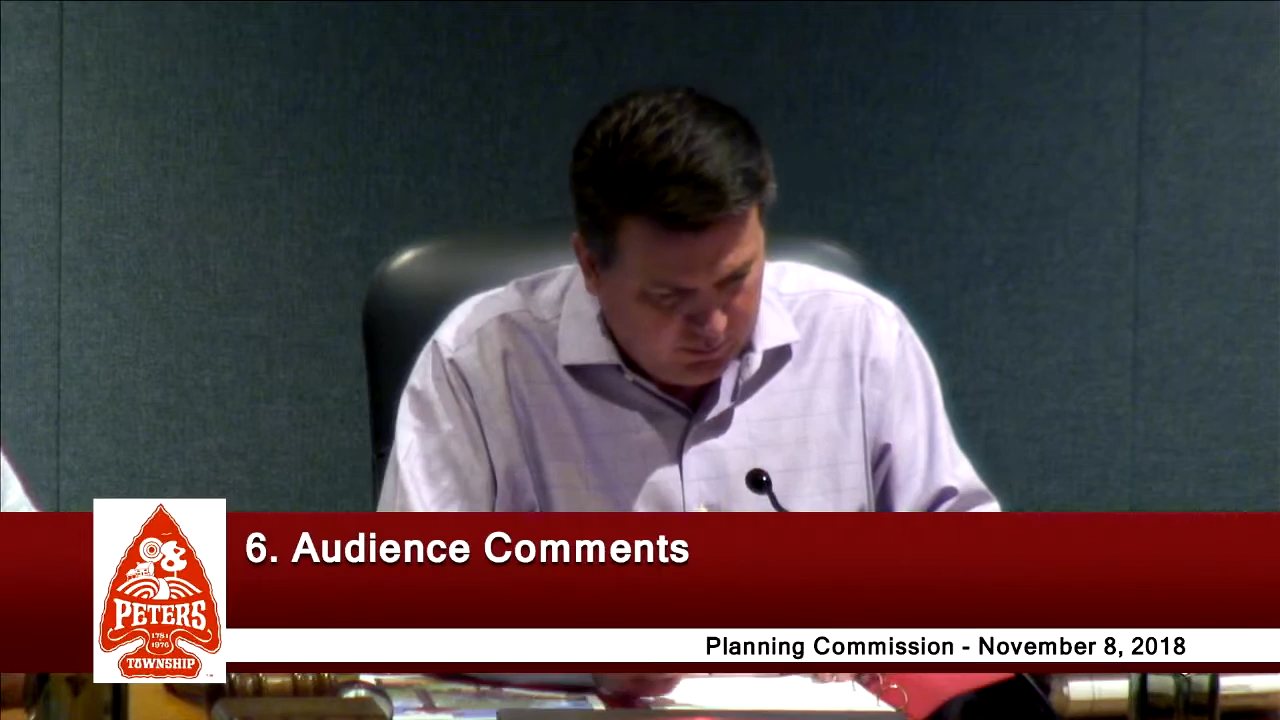 6. Audience Comments
PETERS
1781
1976
TOWNSHIP
Planning Commission - November 8, 2018